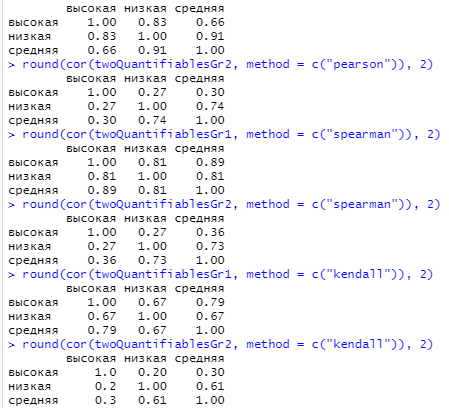 высокая низкая средняя
высокая    1.00   0.83    0.66
низкая     0.83   1.00    0.91
средняя    0.66   0.91    1.00
> round(cor(twoQuantifiablesGr2, method = c("pearson")), 2)
        высокая низкая средняя
высокая    1.00   0.27    0.30
низкая     0.27   1.00    0.74
средняя    0.30   0.74    1.00
> round(cor(twoQuantifiablesGr1, method = c("spearman")), 2)
        высокая низкая средняя
высокая    1.00   0.81    0.89
низкая     0.81   1.00    0.81
средняя    0.89   0.81    1.00
> round(cor(twoQuantifiablesGr2, method = c("spearman")), 2)
        высокая низкая средняя
высокая    1.00   0.27    0.36
низкая     0.27   1.00    0.73
средняя    0.36   0.73    1.00
> round(cor(twoQuantifiablesGr1, method = c("kendall")), 2)
        высокая низкая средняя
высокая    1.00   0.67    0.79
низкая     0.67   1.00    0.67
средняя    0.79   0.67    1.00
> round(cor(twoQuantifiablesGr2, method = c("kendall")), 2)
        высокая низкая средняя
высокая     1.0   0.20    0.30
низкая      0.2   1.00    0.61
средняя     0.3   0.61    1.00